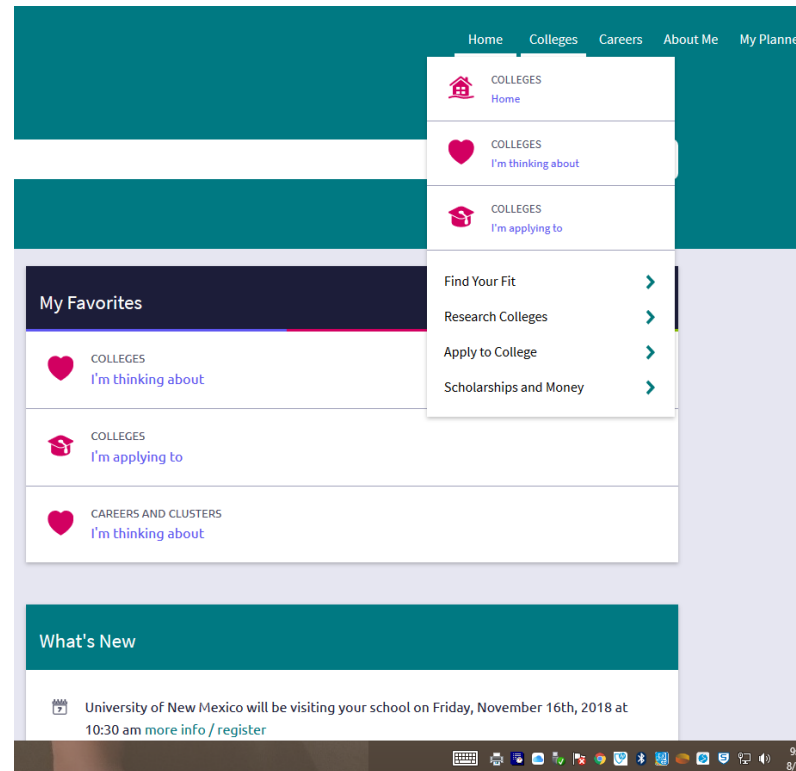 Home Colleges Careers About Me My Planne
COLLEGES
Home
COLLEGES
I'm thinking about
COLLEGES
I'm applying to
Find Your Fit
Research Colleges
Apply to College
Scholarships and Money
My Favorites
COLLEGES
I'm thinking about
COLLEGES
I'm applying to
CAREERS AND CLUSTERS
I'm thinking about
What's New
University of New Mexico will be visiting your school on Friday, November 16th, 2018 at
10:30 am more info / register